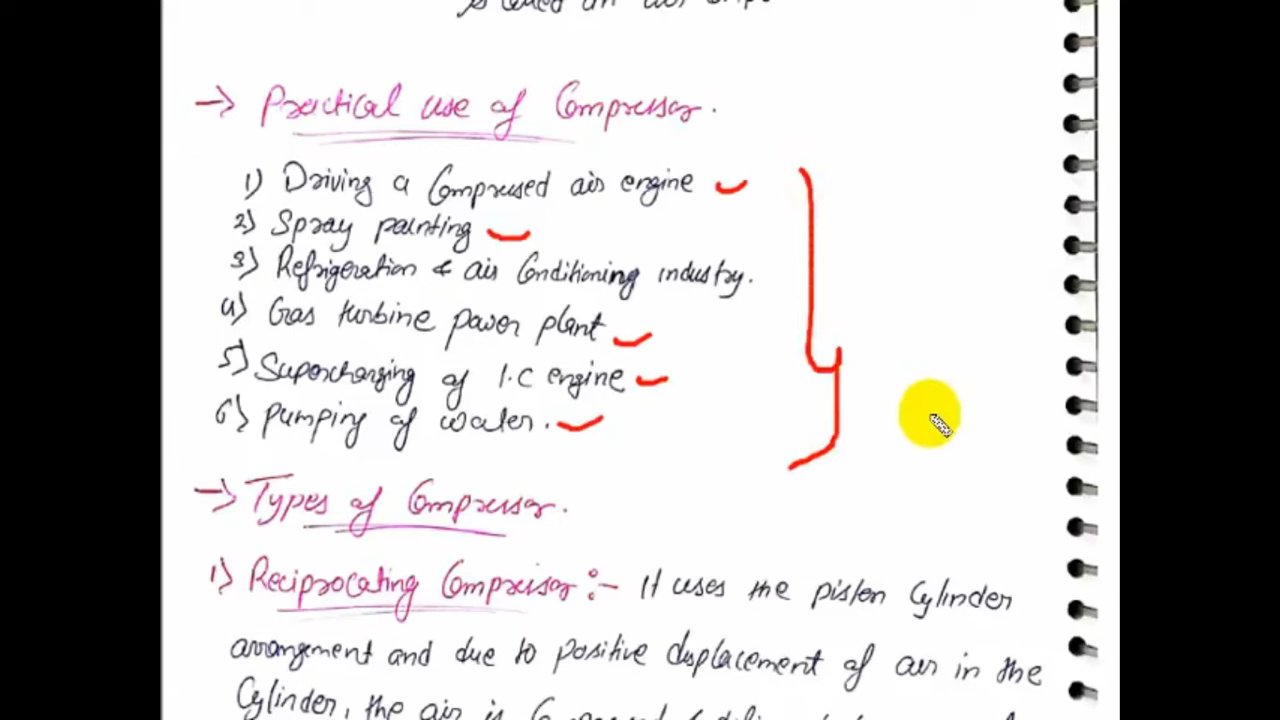 → Practical use of Compressor.
1) Driving a Compressed air engine
2) Spray painting
3) Refrigeration & air Conditioning industry.
4) Gas turbine power plant
5) Supercharging of I.C engine
6) Pumping of water.
→ Types of Compressor.
1) Reciprocating Compressor :- It uses the piston Cylinder
arrangement and due to positive displacement of air in the
Cylinder, the air is